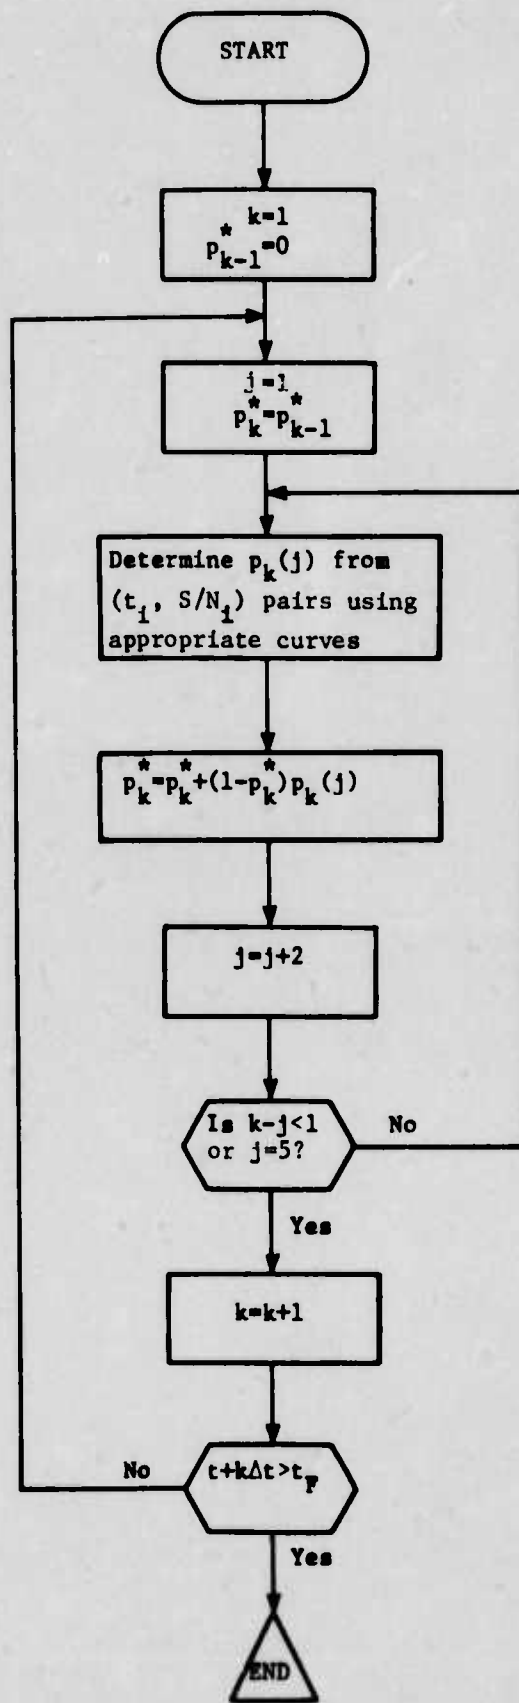 START
k=1
p*k-1=0
j=1
p*k=p*k-1
Determine pk(j) from
(ti, S/Ni) pairs using
appropriate curves
p*k=p*k+(1-p*k)pk(j)
j=j+2
Is k-j<1
or j=5?
No
Yes
k=k+1
No
t+kΔt>tF
Yes
END